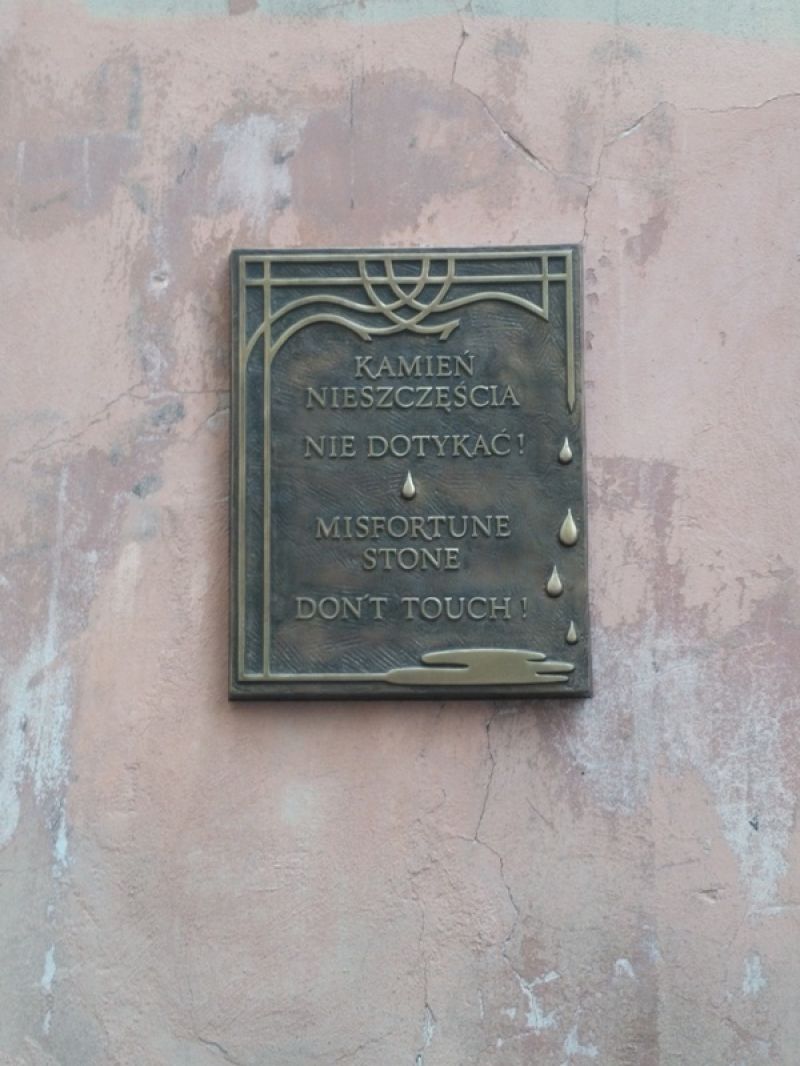 KAMIEŃ
NIESZCZĘŚCIA
NIE DOTYKAĆ!
MISFORTUNE
STONE
DON'T TOUCH!